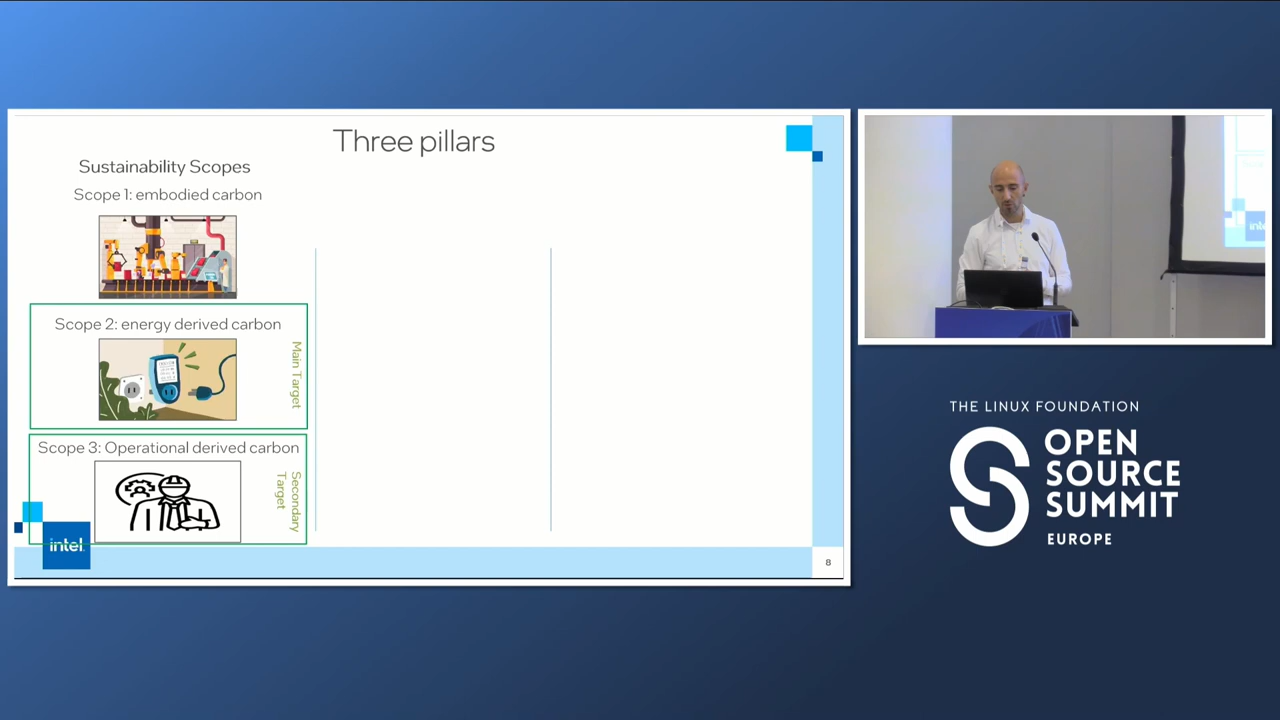 Three pillars
Sustainability Scopes
Scope 1: embodied carbon
Scope 2: energy derived carbon
Main Target
Scope 3: Operational derived carbon
Secondary
Target
intel.
8
THE LINUX FOUNDATION
OPEN
SOURCE
SUMMIT
EUROPE